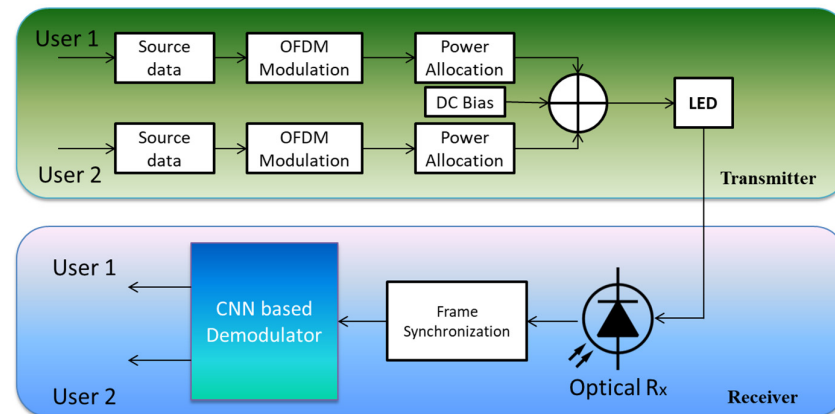 User 1
Source
data
OFDM
Modulation
Power
Allocation
DC Bias
LED
Source
data
OFDM
Modulation
Power
Allocation
User 2
Transmitter
User 1
CNN based
Demodulator
Frame
Synchronization
User 2
Optical Rx
Receiver